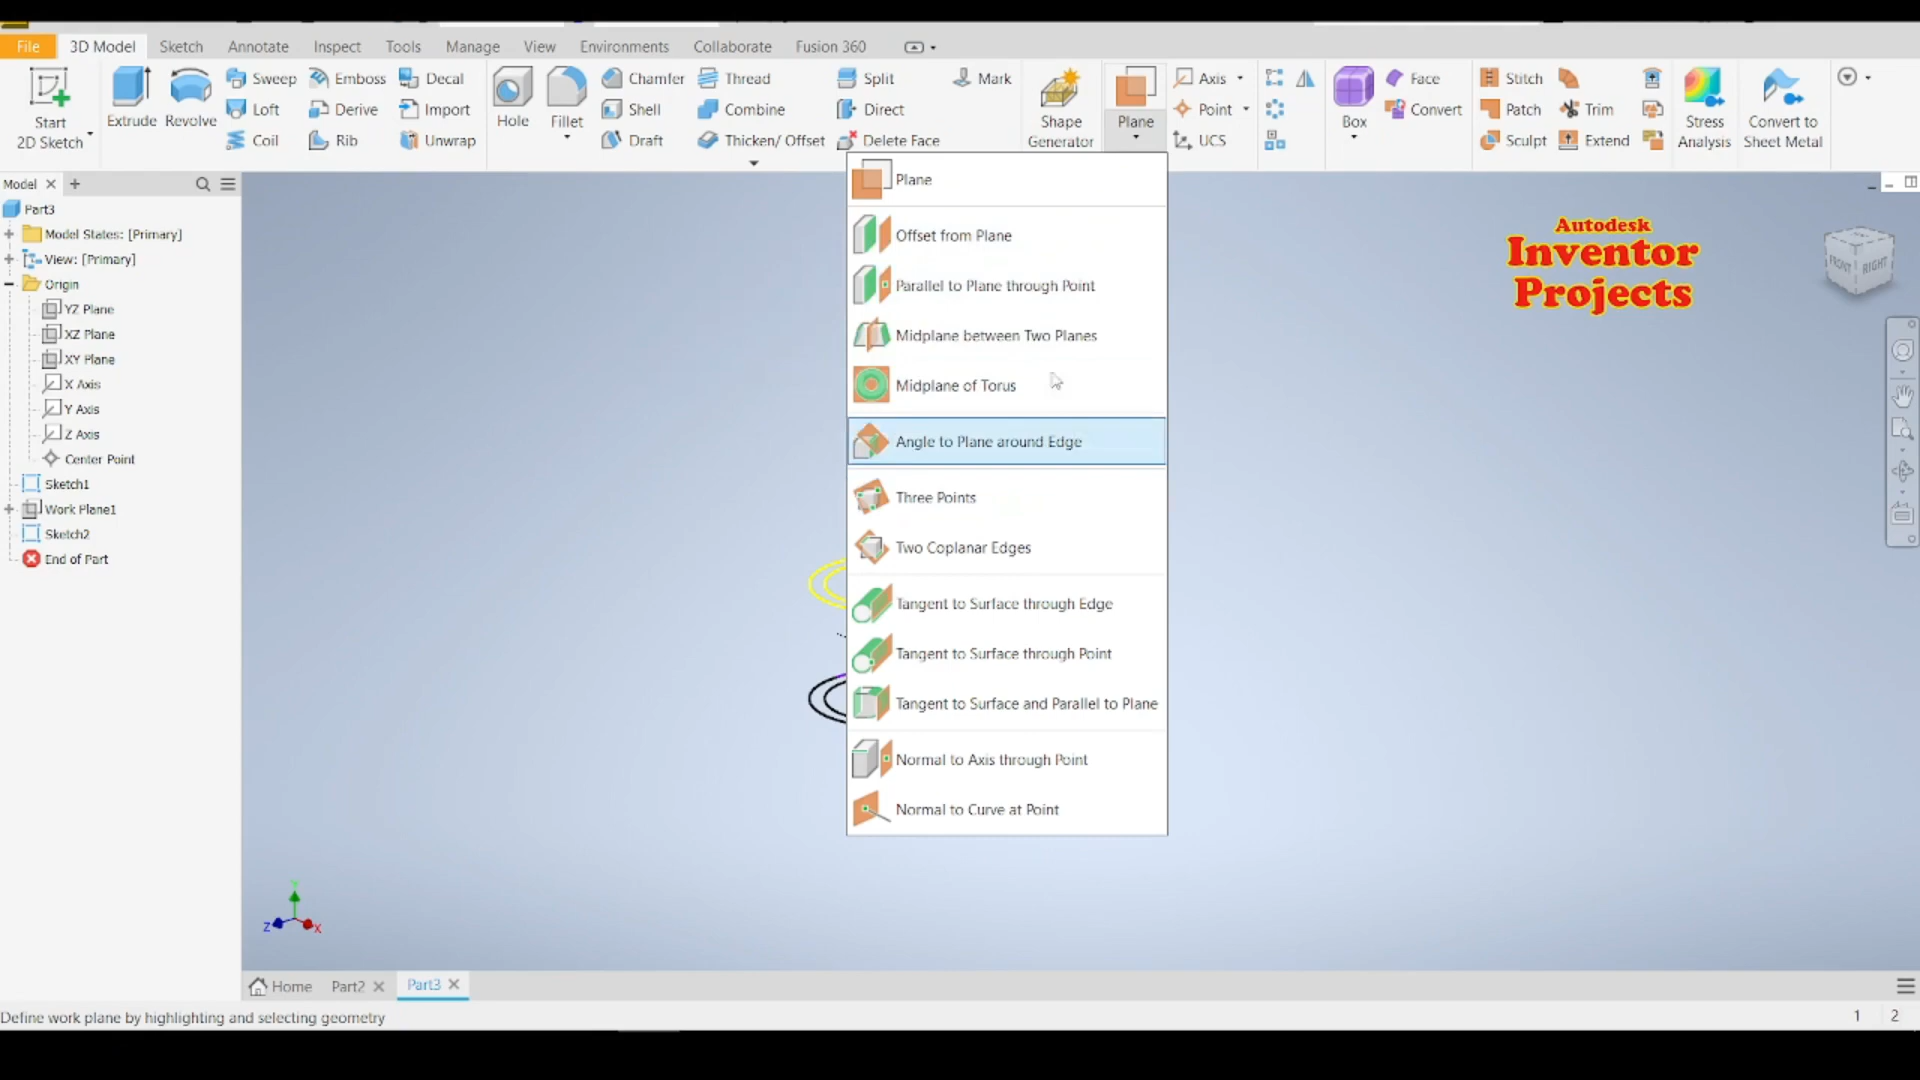 File 3D Model Sketch Annotate Inspect Tools Manage View Environments Collaborate Fusion 360
Start
2D Sketch
Extrude
Revolve
Sweep
Loft
Coil
Emboss
Derive
Rib
Decal
Import
Unwrap
Hole
Fillet
Chamfer
Shell
Draft
Thread
Combine
Thicken/ Offset
Split
Direct
Delete Face
Mark
Shape
Generator
Plane
Axis
Point
UCS
Box
Face
Convert
Stitch
Patch
Sculpt
Trim
Extend
Stress
Analysis
Convert to
Sheet Metal
Model
Part3
Model States: [Primary]
View: [Primary]
Origin
YZ Plane
XZ Plane
XY Plane
X Axis
Y Axis
Z Axis
Center Point
Sketch1
Work Plane1
Sketch2
End of Part
Plane
Offset from Plane
Parallel to Plane through Point
Midplane between Two Planes
Midplane of Torus
Angle to Plane around Edge
Three Points
Two Coplanar Edges
Tangent to Surface through Edge
Tangent to Surface through Point
Tangent to Surface and Parallel to Plane
Normal to Axis through Point
Normal to Curve at Point
Autodesk
Inventor
Projects
FRONT RIGHT
Y
Z X
Home Part2 Part3
Define work plane by highlighting and selecting geometry
1 2